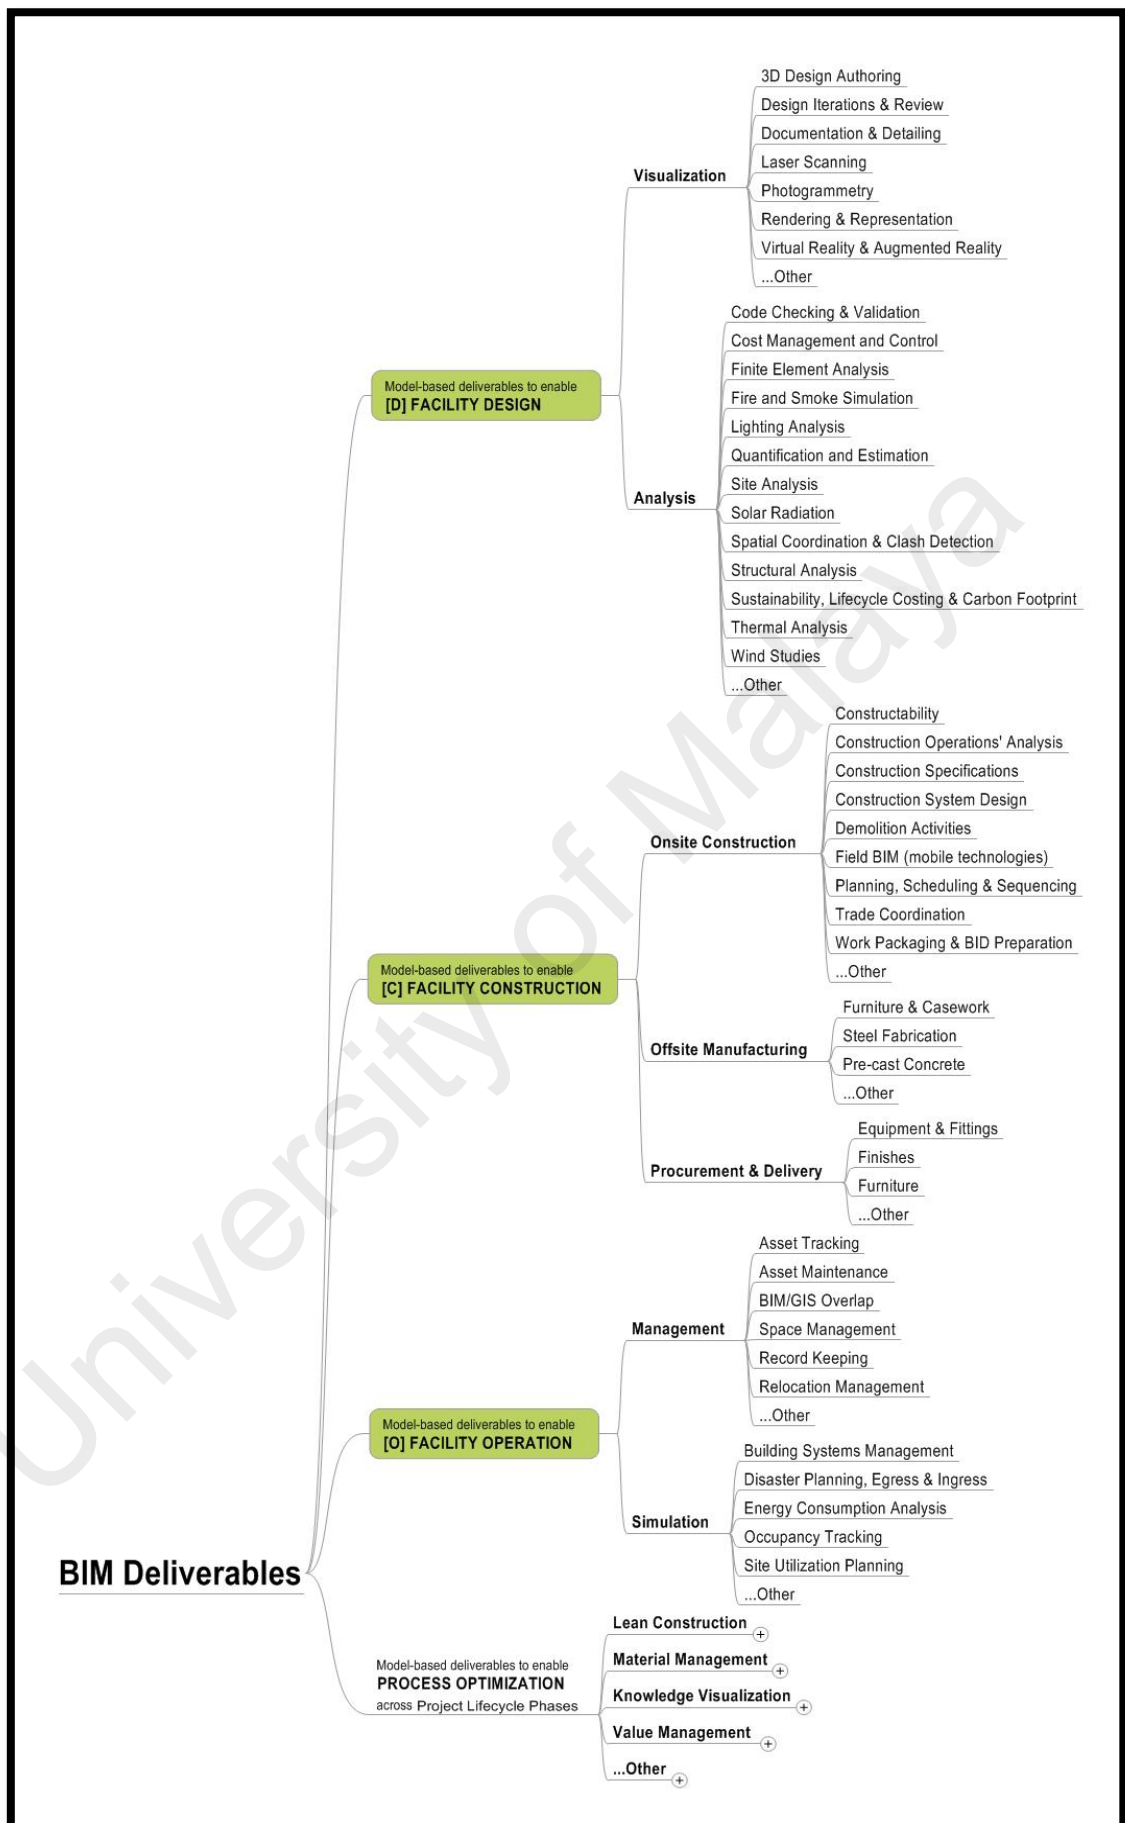 3D Design Authoring
Design Iterations & Review
Documentation & Detailing
Laser Scanning
Visualization
Photogrammetry
Rendering & Representation
Virtual Reality & Augmented Reality
...Other
Code Checking & Validation
Cost Management and Control
Finite Element Analysis
Model-based deliverables to enable
[D] FACILITY DESIGN
Fire and Smoke Simulation
Lighting Analysis
Quantification and Estimation
Site Analysis
Analysis
Solar Radiation
Spatial Coordination & Clash Detection
Structural Analysis
Sustainability, Lifecycle Costing & Carbon Footprint
Thermal Analysis
Wind Studies
...Other
Constructability
Construction Operations' Analysis
Construction Specifications
Construction System Design
Demolition Activities
Onsite Construction
Field BIM (mobile technologies)
Planning, Scheduling & Sequencing
Trade Coordination
Work Packaging & BID Preparation
...Other
Model-based deliverables to enable
[C] FACILITY CONSTRUCTION
Furniture & Casework
Steel Fabrication
Offsite Manufacturing
Pre-cast Concrete
...Other
Equipment & Fittings
Finishes
Procurement & Delivery
Furniture
...Other
Asset Tracking
Asset Maintenance
BIM/GIS Overlap
Management
Space Management
Record Keeping
Relocation Management
...Other
Model-based deliverables to enable
[O] FACILITY OPERATION
Building Systems Management
Disaster Planning, Egress & Ingress
Energy Consumption Analysis
Simulation
Occupancy Tracking
Site Utilization Planning
...Other
BIM Deliverables
Lean Construction
Material Management
Model-based deliverables to enable
PROCESS OPTIMIZATION
across Project Lifecycle Phases
Knowledge Visualization
Value Management
...Other
University of Malaya